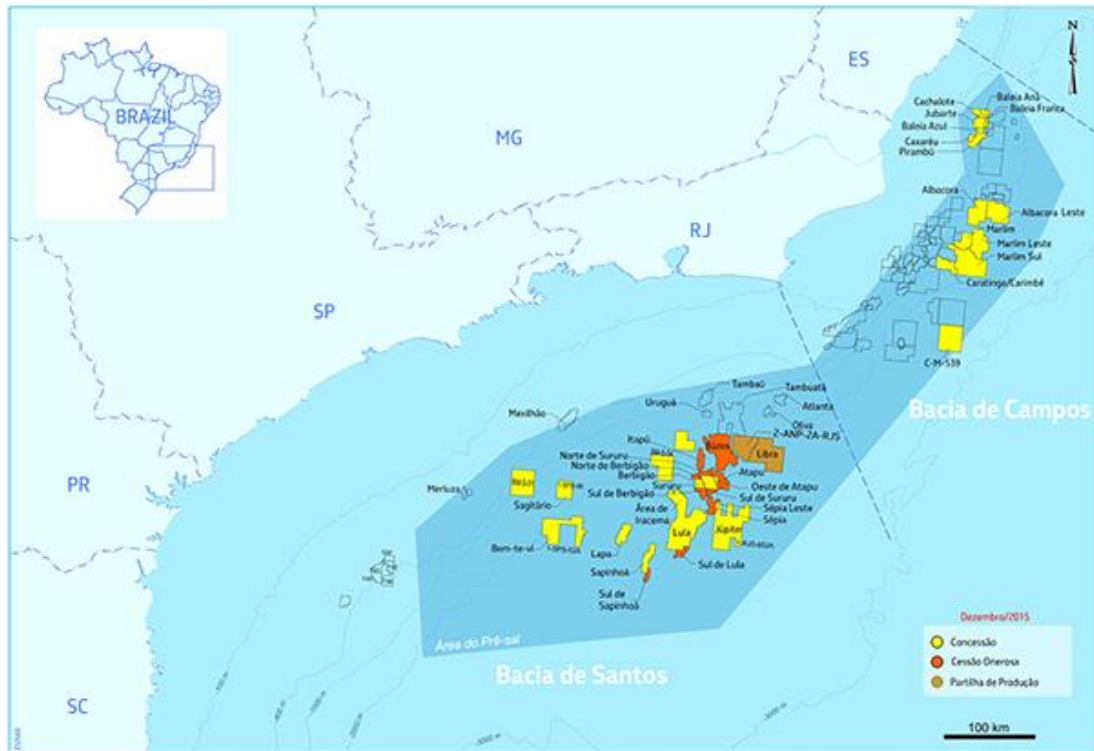 N
BRAZIL
ES
MG
RJ
SP
PR
SC
Cachalote
Baleia Anã
Jubarte
Baleia Franca
Baleia Azul
Caxaréu
Pirambú
Albacora
Albacora Leste
Marlim
Marlim Leste
Marlim Sul
Caratinga/Carimbé
C-M-539
Bacia de Campos
Tambaú
Tambuatá
Uruguá
Atlanta
Mexilhão
Oliva
2-ANP-2A-RJS
Itapú
Búzios
Libra
Norte de Sururu
Norte de Berbigão
Berbigão
Atapu
Oeste de Atapu
Sururu
Sul de Berbigão
Sul de Sururu
Merluza
Sagitário
Área de
Iracema
Sépia Leste
Sépia
Lula
Júpiter
Bem-te-vi
Lapa
Sapinhoá
Sul de Lula
Sul de
Sapinhoá
Área do Pré-sal
Bacia de Santos
Dezembro/2015
Concessão
Cessão Onerosa
Partilha de Produção
100 km